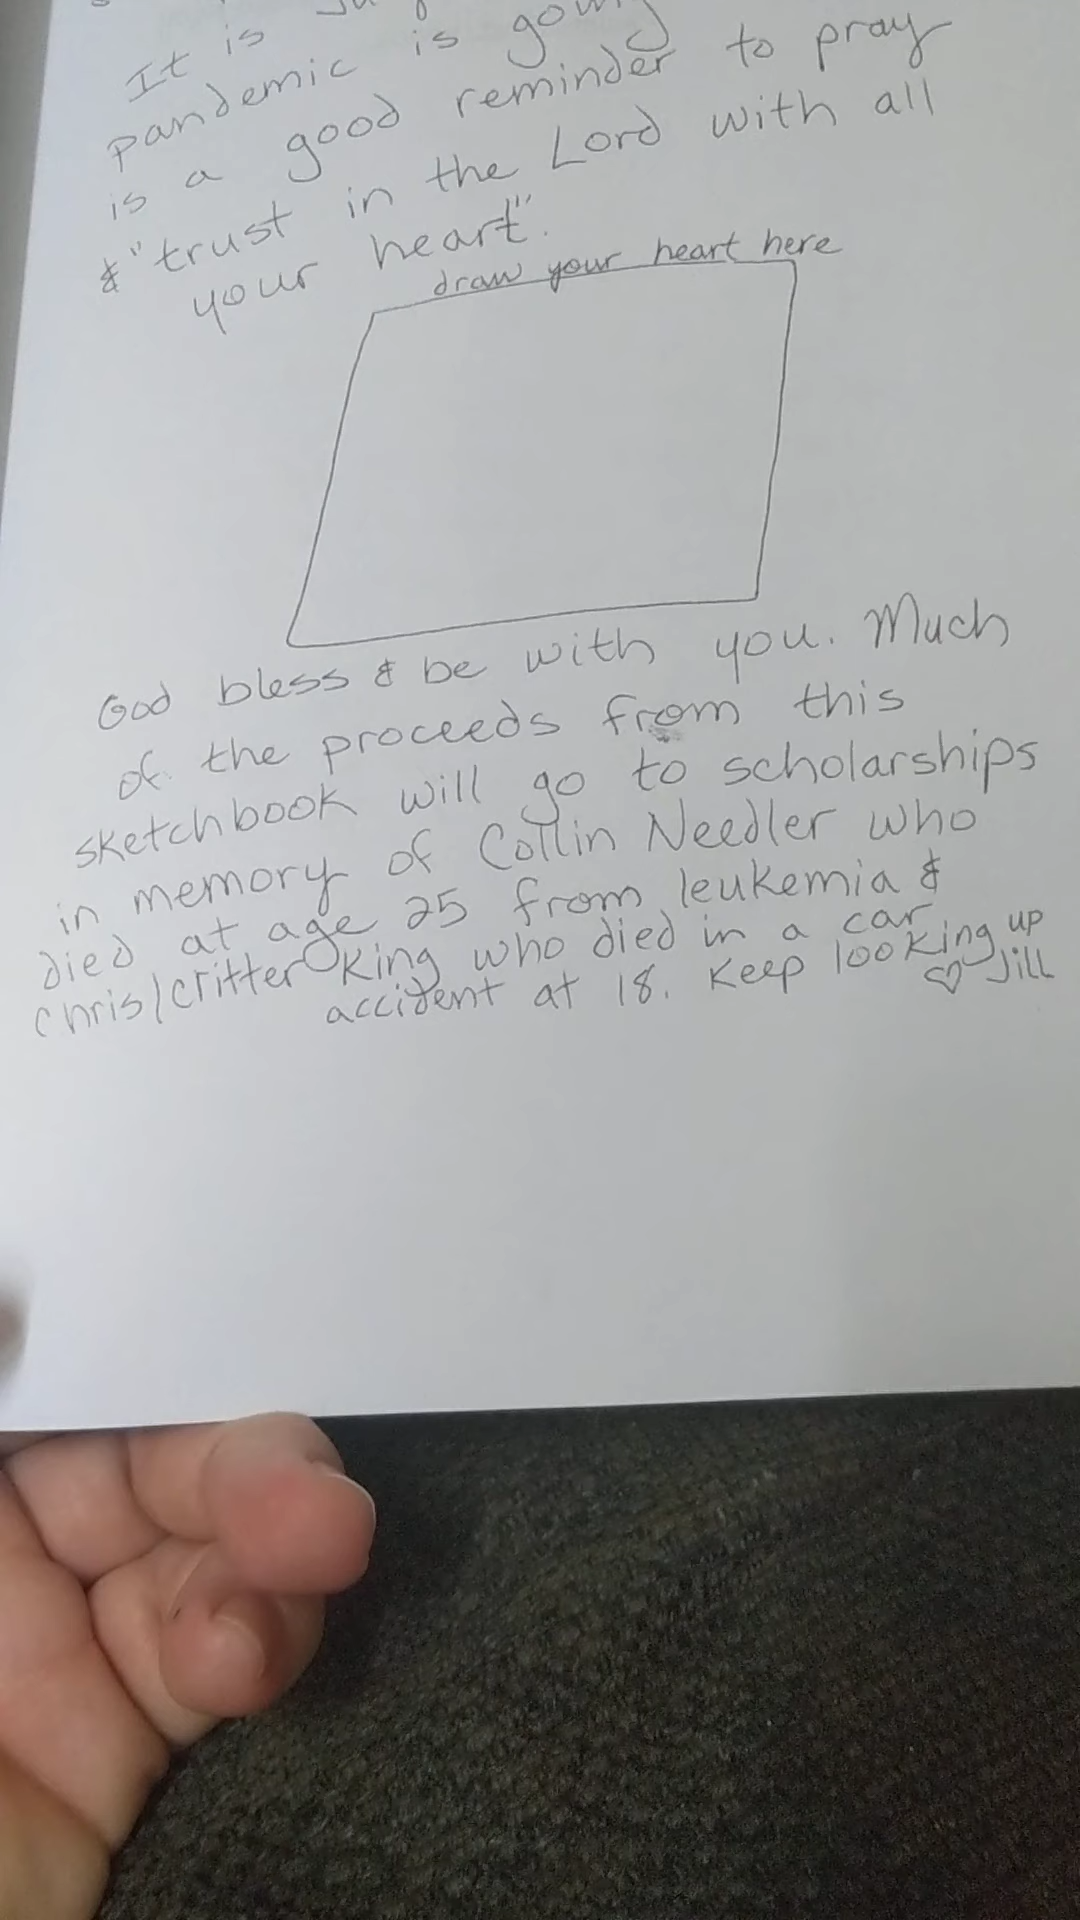 It is
pandemic is going
is a good reminder to pray
& "trust in the Lord with all
your heart".
draw your heart here
God bless & be with you. Much
of the proceeds from this
sketchbook will go to scholarships
in memory of Collin Needler who
died at age 25 from leukemia &
Chris/Critter King who died in a car
accident at 18. Keep looking up
♡ Jill